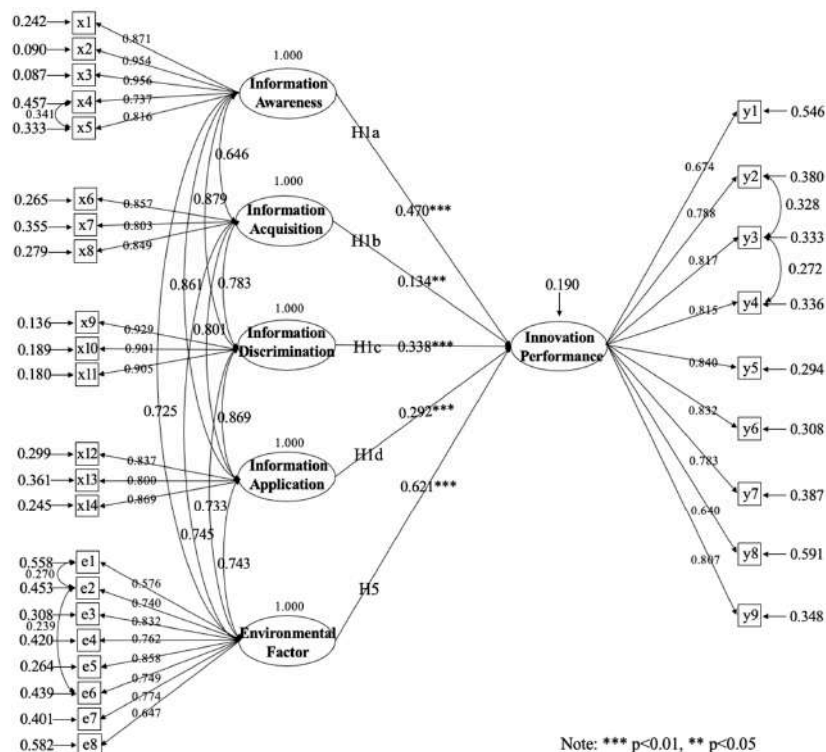 0.242 x1 0.871
0.090 x2 0.954
0.087 x3 0.956
0.457 x4 0.737
0.341
0.333 x5 0.816
1.000
Information
Awareness
0.646
0.879
0.861
0.725
0.265 x6 0.857
0.355 x7 0.803
0.279 x8 0.849
1.000
Information
Acquisition
0.783
0.801
0.745
0.136 x9 0.929
0.189 x10 0.901
0.180 x11 0.905
1.000
Information
Discrimination
0.869
0.733
0.299 x12 0.837
0.361 x13 0.800
0.245 x14 0.869
1.000
Information
Application
0.743
0.558 e1 0.576
0.270
0.453 e2 0.740
0.308 e3 0.832
0.239
0.420 e4 0.762
0.264 e5 0.858
0.439 e6 0.749
0.401 e7 0.774
0.582 e8 0.647
1.000
Environmental
Factor
H1a
0.470***
H1b
0.134**
H1c 0.338***
H1d
0.292***
H5
0.621***
0.190
Innovation
Performance
0.674 y1 0.546
0.788 y2 0.380
0.328
0.817 y3 0.333
0.272
0.815 y4 0.336
0.840 y5 0.294
0.832 y6 0.308
0.783 y7 0.387
0.640 y8 0.591
0.807 y9 0.348
Note: *** p<0.01, ** p<0.05